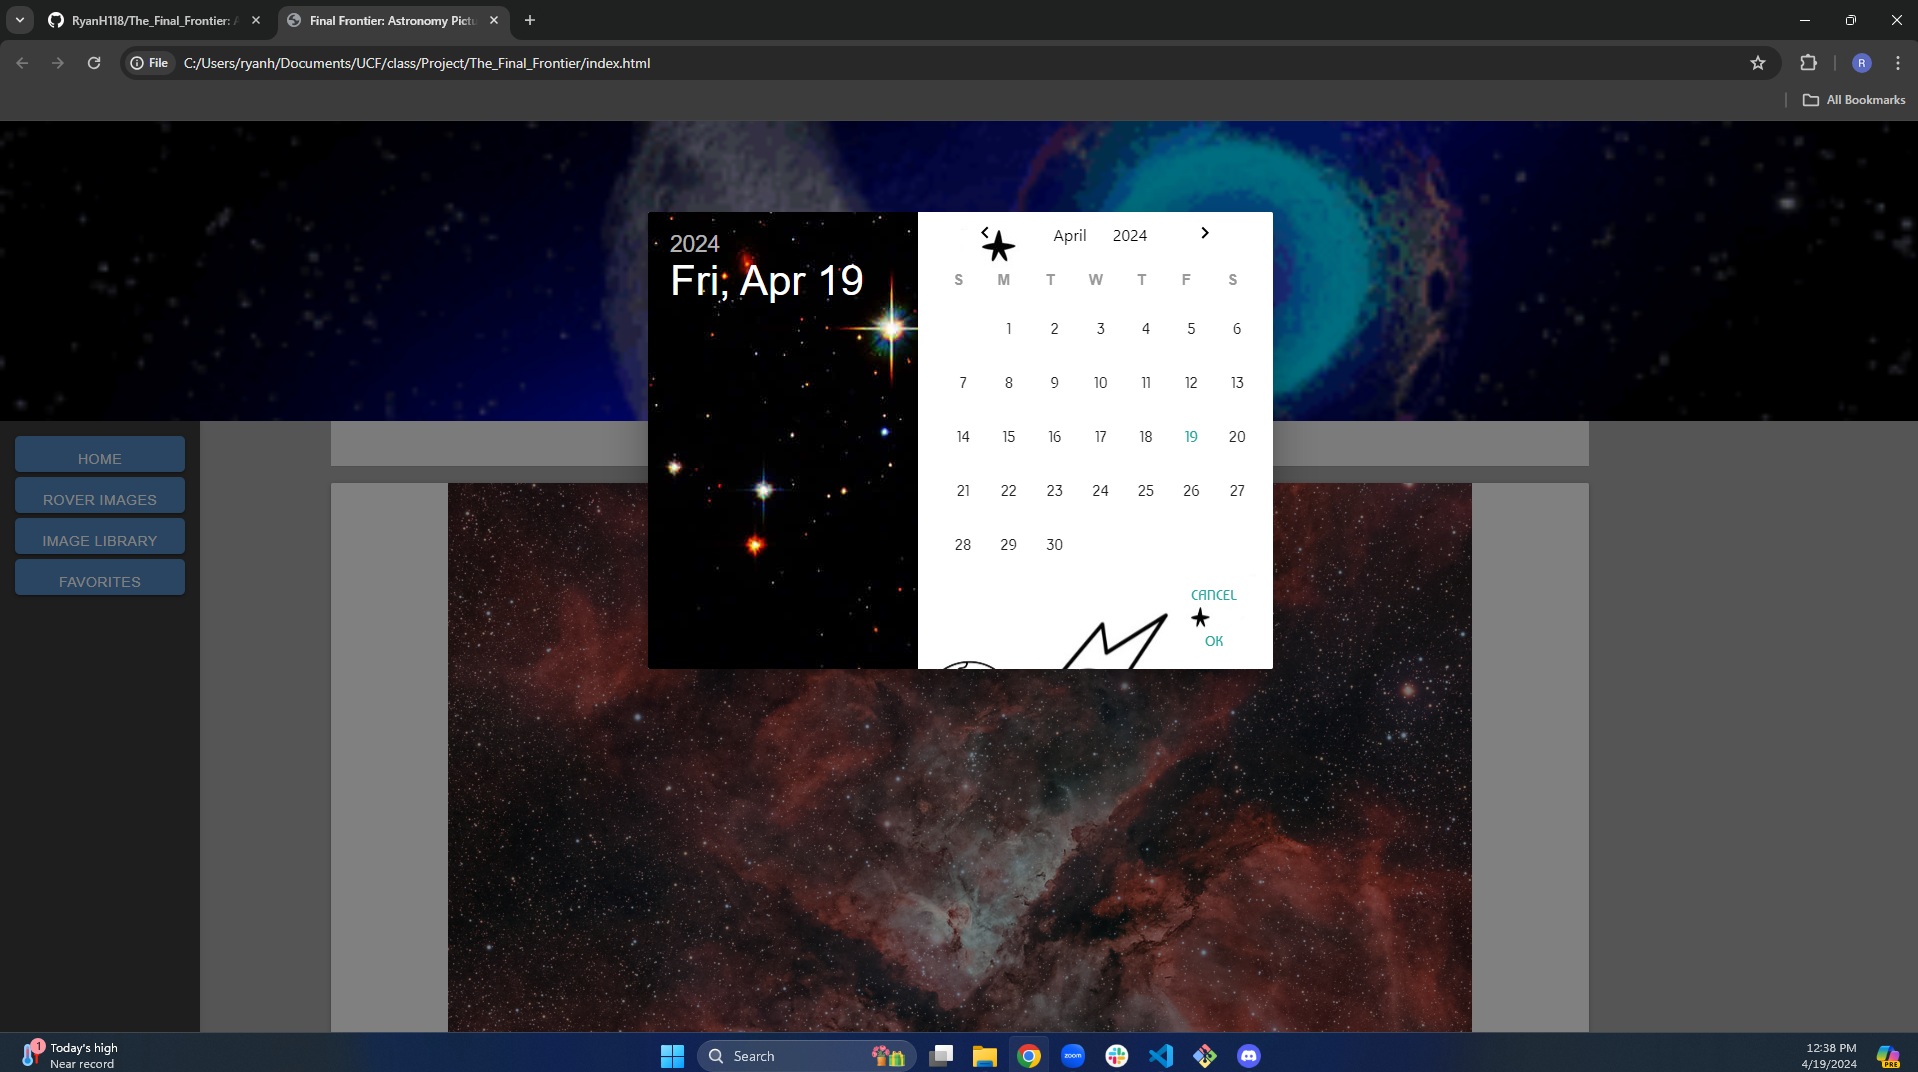 RyanH118/The_Final_Frontier: A
Final Frontier: Astronomy Pictu
File
C:/Users/ryanh/Documents/UCF/class/Project/The_Final_Frontier/index.html
R
All Bookmarks
2024
Fri, Apr 19
April 2024
S M T W T F S
1 2 3 4 5 6
7 8 9 10 11 12 13
14 15 16 17 18 19 20
21 22 23 24 25 26 27
28 29 30
CANCEL
OK
HOME
ROVER IMAGES
IMAGE LIBRARY
FAVORITES
1
Today's high
Near record
Search
zoom
12:38 PM
4/19/2024
PRE